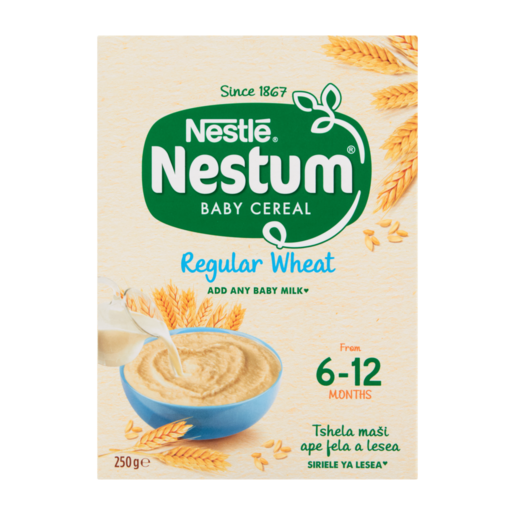 Since 1867
Nestlé®
Nestum®
BABY CEREAL
Regular Wheat
ADD ANY BABY MILK♥
From
6-12
MONTHS
Tshela maši
ape fela a lesea
SIRIELE YA LESEA♥
250g℮